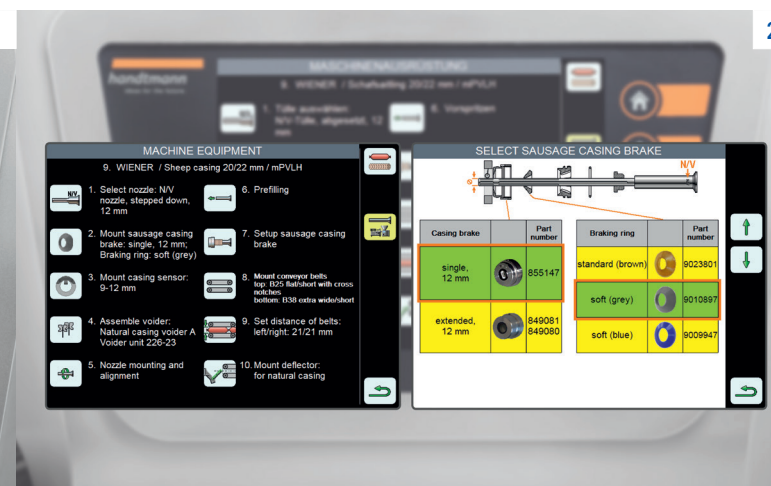 2
handtmann
MASCHINENAUSRÜSTUNG
9. WIENER / Schafsaitling 20/22 mm / mPVLH
1. Tülle auswählen:
N/V-Tülle, abgesetzt, 12
mm
6. Vorspritzen
MACHINE EQUIPMENT
9. WIENER / Sheep casing 20/22 mm / mPVLH
N/V
1. Select nozzle: N/V
nozzle, stepped down,
12 mm
2. Mount sausage casing
brake: single, 12 mm;
Braking ring: soft (grey)
3. Mount casing sensor:
9-12 mm
4. Assemble voider:
Natural casing voider A
Voider unit 226-23
5. Nozzle mounting and
alignment
6. Prefilling
7. Setup sausage casing
brake
8. Mount conveyor belts
top: B25 flat/short with cross
notches
bottom: B38 extra wide/short
9. Set distance of belts:
left/right: 21/21 mm
10. Mount deflector:
for natural casing
SELECT SAUSAGE CASING BRAKE
N/V
Ø
Casing brake Part
number
single,
12 mm 855147
extended,
12 mm 849081
849080
Braking ring Part
number
standard (brown) 9023801
soft (grey) 9010897
soft (blue) 9009947